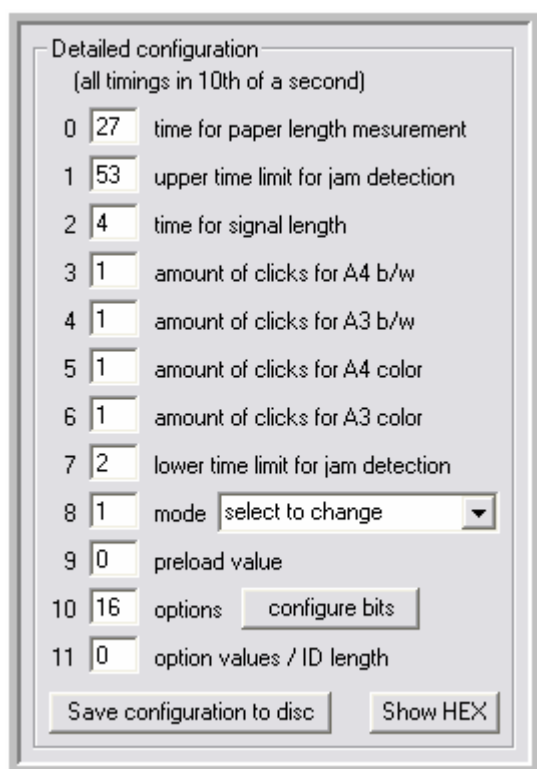 Detailed configuration
(all timings in 10th of a second)
0 27 time for paper length mesurement
1 53 upper time limit for jam detection
2 4 time for signal length
3 1 amount of clicks for A4 b/w
4 1 amount of clicks for A3 b/w
5 1 amount of clicks for A4 color
6 1 amount of clicks for A3 color
7 2 lower time limit for jam detection
8 1 mode select to change
9 0 preload value
10 16 options configure bits
11 0 option values / ID length
Save configuration to disc Show HEX